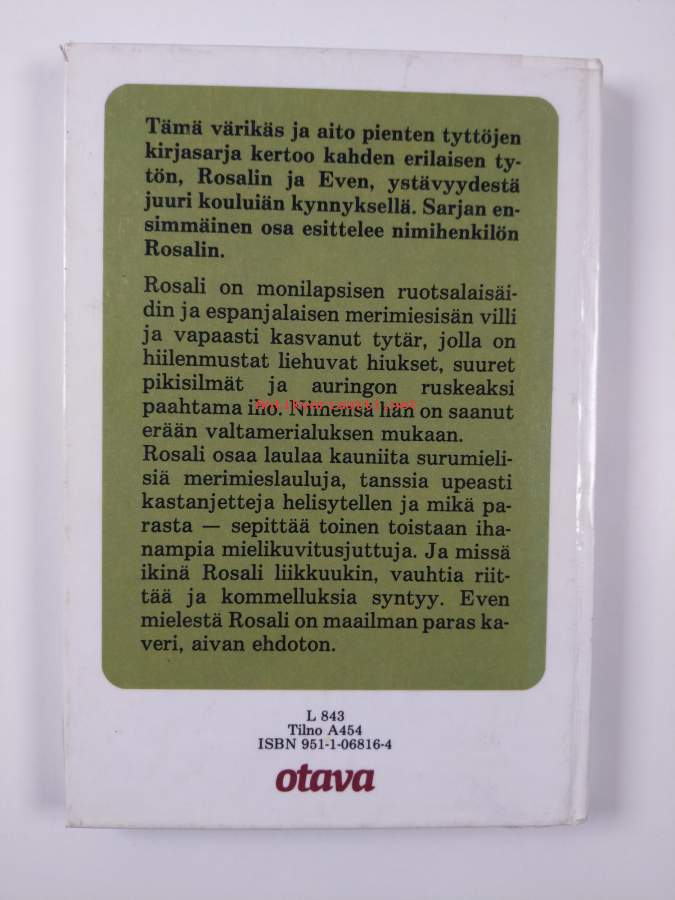 Tämä värikäs ja aito pienten tyttöjen
kirjasarja kertoo kahden erilaisen ty-
tön, Rosalin ja Even, ystävyydestä
juuri kouluiän kynnyksellä. Sarjan en-
simmäinen osa esittelee nimihenkilön
Rosalin.
Rosali on monilapsisen ruotsalaisäi-
din ja espanjalaisen merimiesisän villi
ja vapaasti kasvanut tytär, jolla on
hiilenmustat liehuvat hiukset, suuret
pikisilmät ja auringon ruskeaksi
paahtama iho. Nimensä hän on saanut
erään valtamerialuksen mukaan.
Rosali osaa laulaa kauniita surumieli-
siä merimieslauluja, tanssia upeasti
kastanjetteja helisytellen ja mikä pa-
rasta — sepittää toinen toistaan iha-
nampia mielikuvitusjuttuja. Ja missä
ikinä Rosali liikkuukin, vauhtia riit-
tää ja kommelluksia syntyy. Even
mielestä Rosali on maailman paras ka-
veri, aivan ehdoton.
L 843
Tilno A454
ISBN 951-1-06816-4
otava